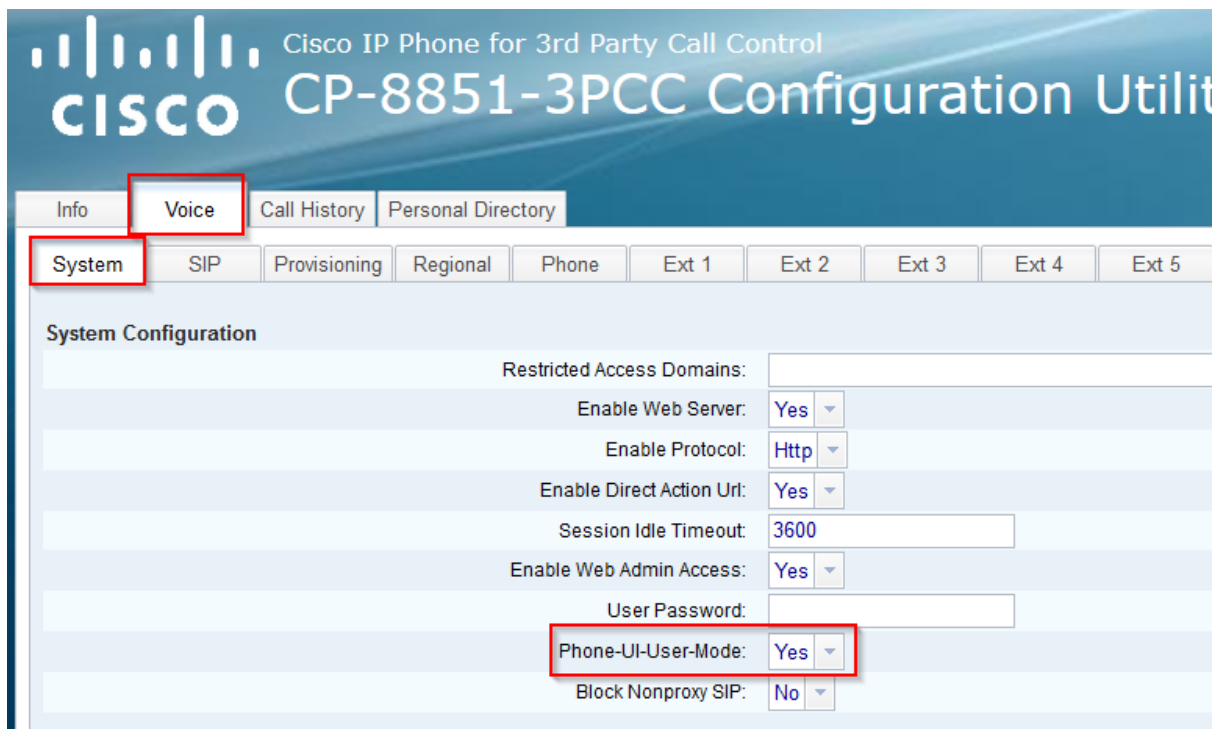 Cisco IP Phone for 3rd Party Call Control
CISCO CP-8851-3PCC Configuration Utilit
Info Voice Call History Personal Directory
System SIP Provisioning Regional Phone Ext 1 Ext 2 Ext 3 Ext 4 Ext 5
System Configuration
Restricted Access Domains:
Enable Web Server: Yes
Enable Protocol: Http
Enable Direct Action Url: Yes
Session Idle Timeout: 3600
Enable Web Admin Access: Yes
User Password:
Phone-UI-User-Mode: Yes
Block Nonproxy SIP: No